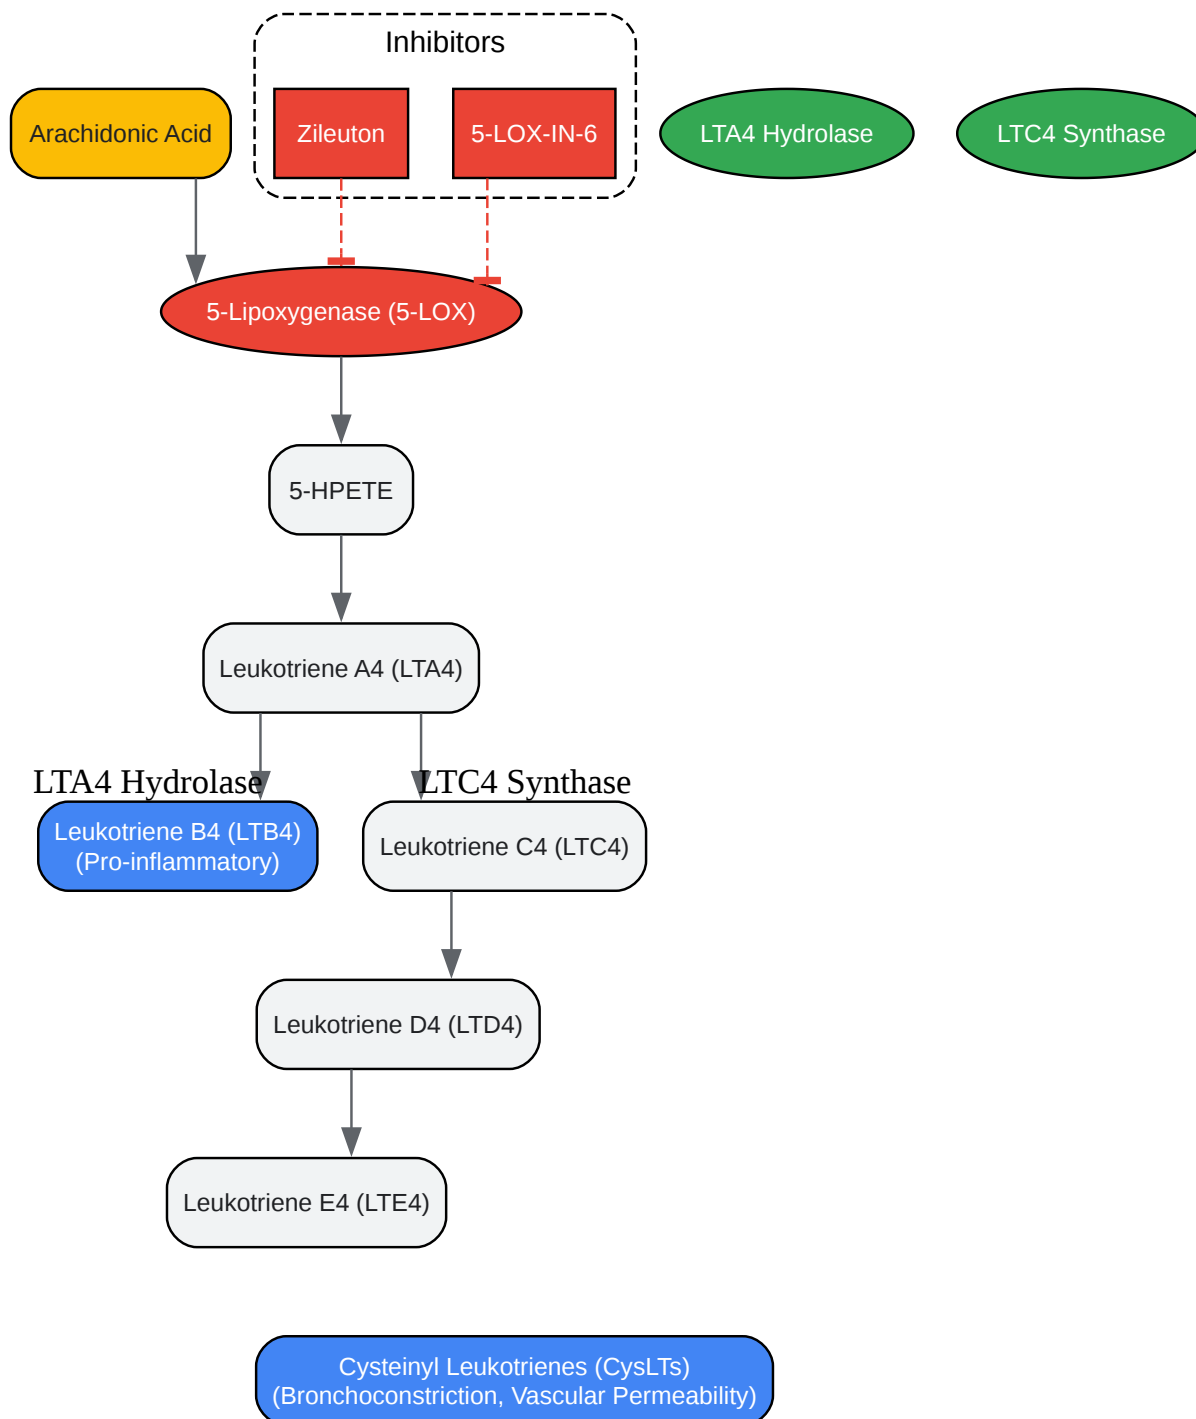 Inhibitors
Arachidonic Acid
Zileuton
5-LOX-IN-6
LTA4 Hydrolase
LTC4 Synthase
5-Lipoxygenase (5-LOX)
5-HPETE
Leukotriene A4 (LTA4)
LTA4 Hydrolase
LTC4 Synthase
Leukotriene B4 (LTB4)
(Pro-inflammatory)
Leukotriene C4 (LTC4)
Leukotriene D4 (LTD4)
Leukotriene E4 (LTE4)
Cysteinyl Leukotrienes (CysLTs)
(Bronchoconstriction, Vascular Permeability)